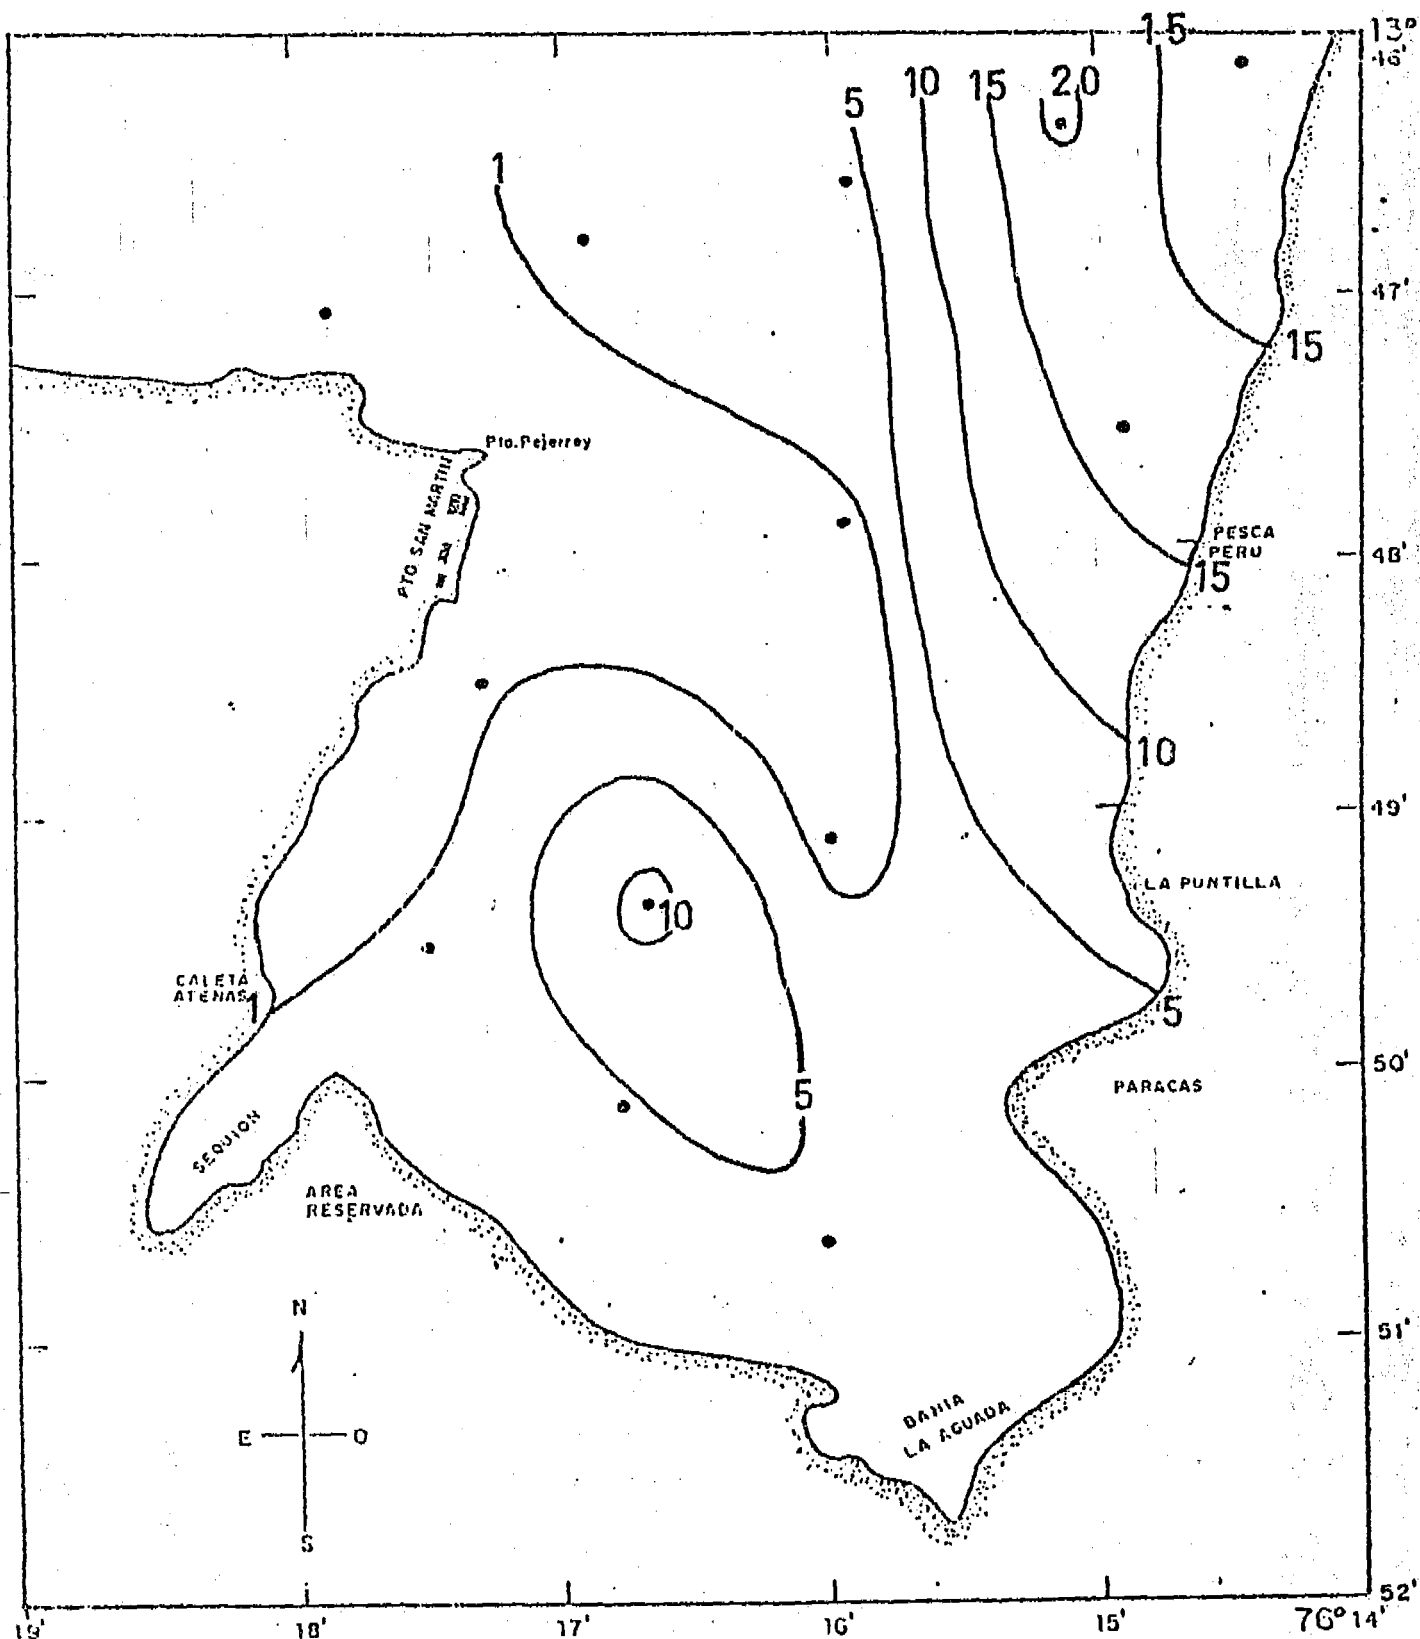 15
13°
46'
5
10
15
20
1
47'
15
Pto. Pejerrey
PTO SAN MARTIN
PESCA
PERU
48'
15
10
49'
LA PUNTILLA
10
CALETA
ATENAS
1
5
50'
5
PARACAS
SEQUION
AREA
RESERVADA
N
51'
E
O
BAHIA
LA AGUADA
S
52'
19'
18'
17'
16'
15'
76° 14'